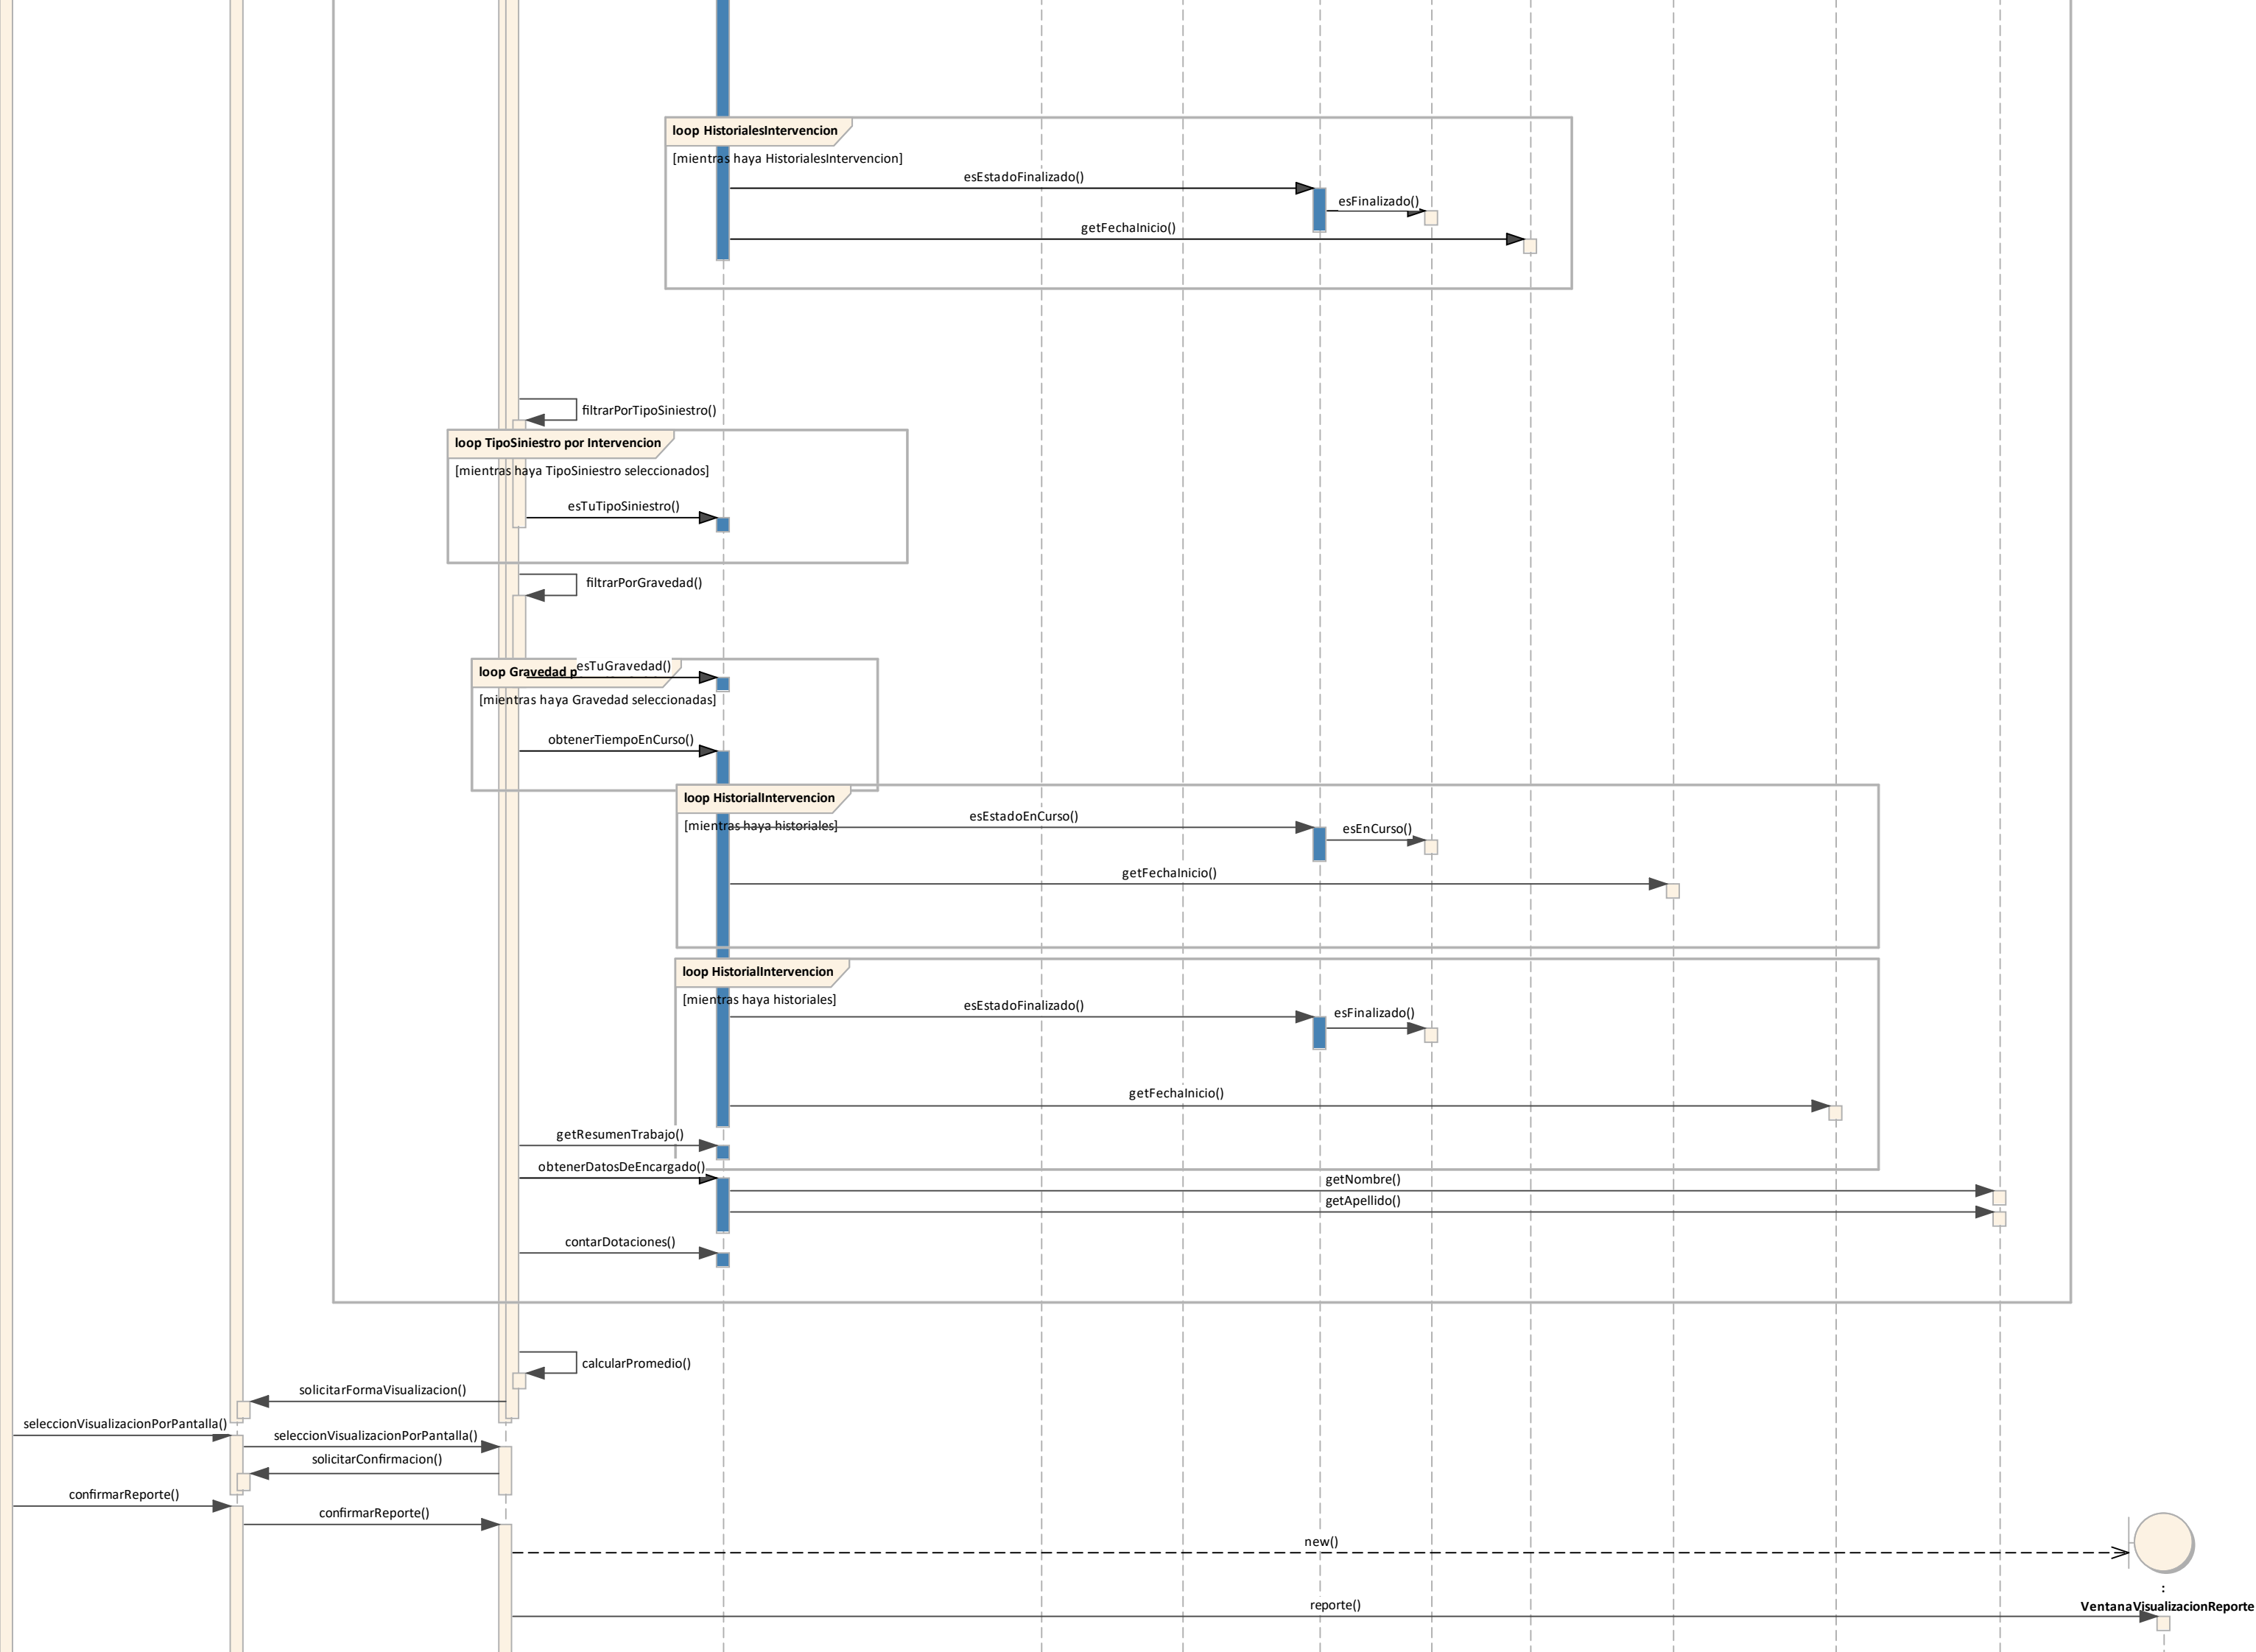 loop HistorialesIntervencion
[mientras haya HistorialesIntervencion]
esEstadoFinalizado()
esFinalizado()
getFechaInicio()
filtrarPorTipoSiniestro()
loop TipoSiniestro por Intervencion
[mientras haya TipoSiniestro seleccionados]
esTuTipoSiniestro()
filtrarPorGravedad()
esTuGravedad()
loop Gravedad p
[mientras haya Gravedad seleccionadas]
obtenerTiempoEnCurso()
loop HistorialIntervencion
esEstadoEnCurso()
[mientras haya historiales]
esEnCurso()
getFechaInicio()
loop HistorialIntervencion
[mientras haya historiales]
esEstadoFinalizado()
esFinalizado()
getFechaInicio()
getResumenTrabajo()
obtenerDatosDeEncargado()
getNombre()
getApellido()
contarDotaciones()
calcularPromedio()
solicitarFormaVisualizacion()
seleccionVisualizacionPorPantalla()
seleccionVisualizacionPorPantalla()
solicitarConfirmacion()
confirmarReporte()
confirmarReporte()
new()
:
VentanaVisualizacionReporte
reporte()